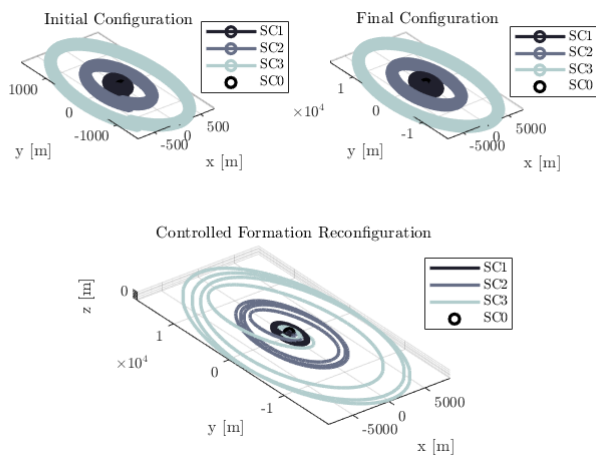 Initial Configuration
SC1
SC2
SC3
SC0
1000
0
-1000
y [m]
-500
0
500
x [m]
Final Configuration
SC1
SC2
SC3
SC0
1
0
-1
×10⁴
y [m]
-5000
0
5000
x [m]
Controlled Formation Reconfiguration
SC1
SC2
SC3
SC0
z [m]
0
1
×10⁴
0
-1
y [m]
-5000
0
5000
x [m]